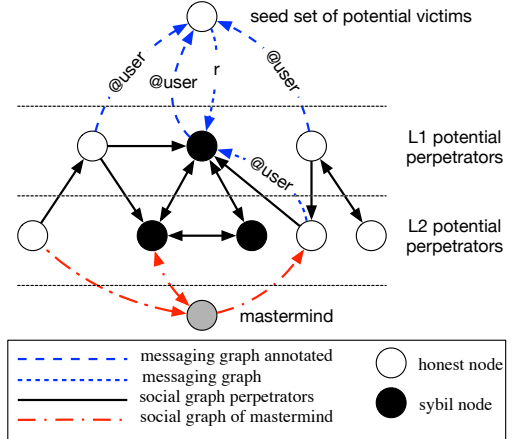 seed set of potential victims
@user
@user
r
@user
L1 potential
perpetrators
@user
L2 potential
perpetrators
mastermind
messaging graph annotated
messaging graph
social graph perpetrators
social graph of mastermind
honest node
sybil node